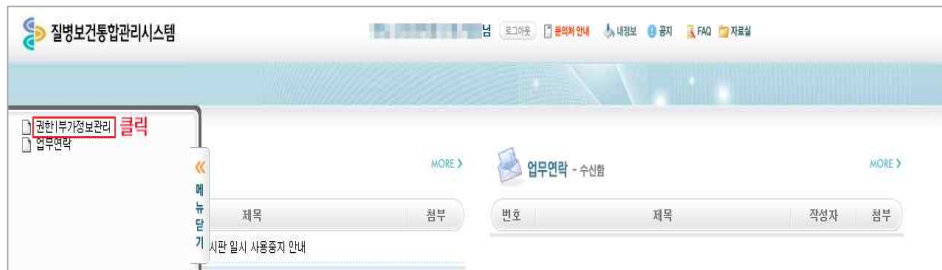 질병보건통합관리시스템
님 로그아웃 문의처 안내 내정보 공지 FAQ 자료실
권한|부가정보관리 클릭
업무연락
메뉴닫기
MORE
제목 첨부
시판 일시 사용중지 안내
업무연락 - 수신함 MORE
번호 제목 작성자 첨부